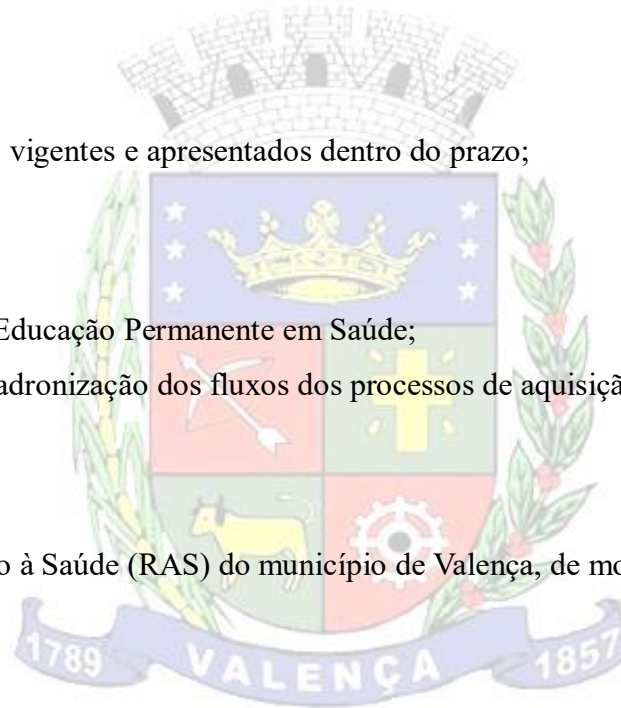 vigentes e apresentados dentro do prazo;
Educação Permanente em Saúde;
adronização dos fluxos dos processos de aquisiçã
o à Saúde (RAS) do município de Valença, de mo
1789 VALENÇA 1857